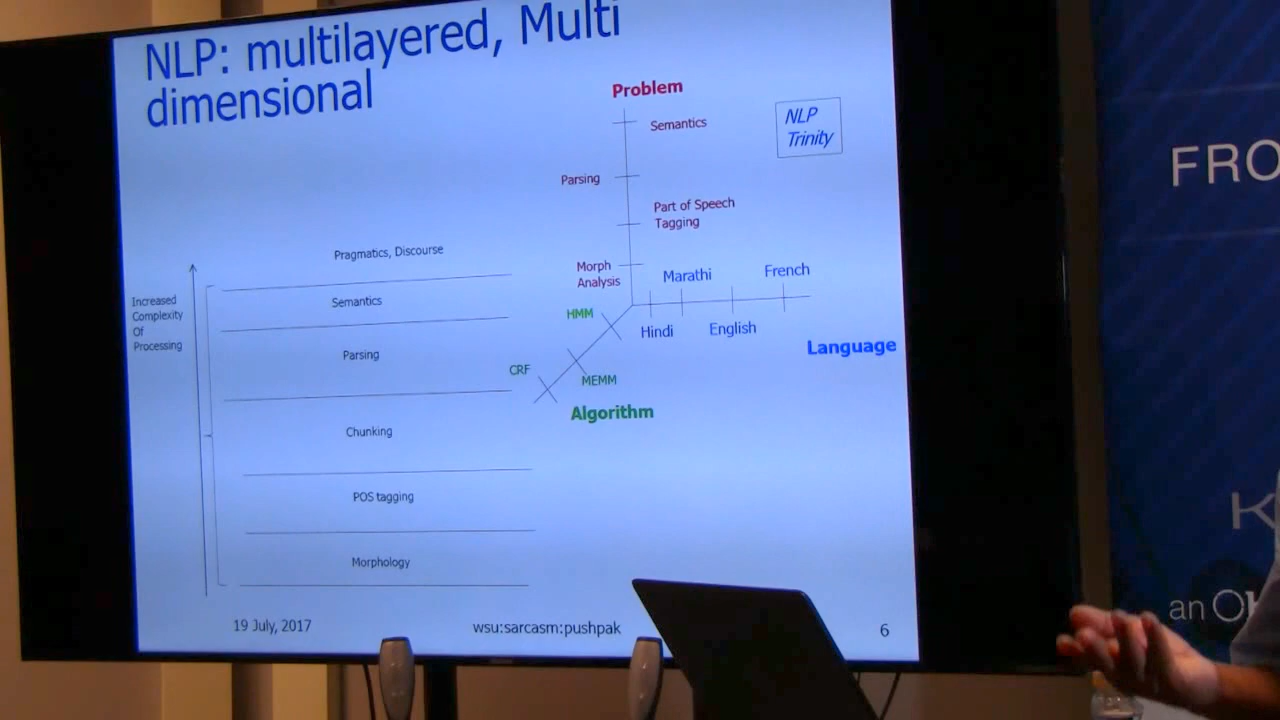 NLP: multilayered, Multi
dimensional
Problem
Semantics
NLP
Trinity
Parsing
Part of Speech
Tagging
Morph
Analysis
Marathi
French
Hindi
English
Language
HMM
CRF
MEMM
Algorithm
Increased
Complexity
Of
Processing
Pragmatics, Discourse
Semantics
Parsing
Chunking
POS tagging
Morphology
19 July, 2017
wsu:sarcasm:pushpak
6
FRO
K
an